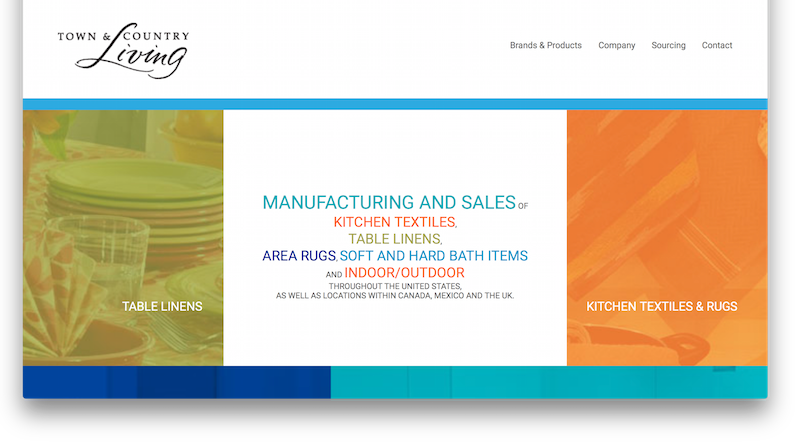 TOWN & COUNTRY
Living
Brands & Products Company Sourcing Contact
MANUFACTURING AND SALES OF
KITCHEN TEXTILES,
TABLE LINENS,
AREA RUGS, SOFT AND HARD BATH ITEMS
AND INDOOR/OUTDOOR
THROUGHOUT THE UNITED STATES,
AS WELL AS LOCATIONS WITHIN CANADA, MEXICO AND THE UK.
TABLE LINENS
KITCHEN TEXTILES & RUGS